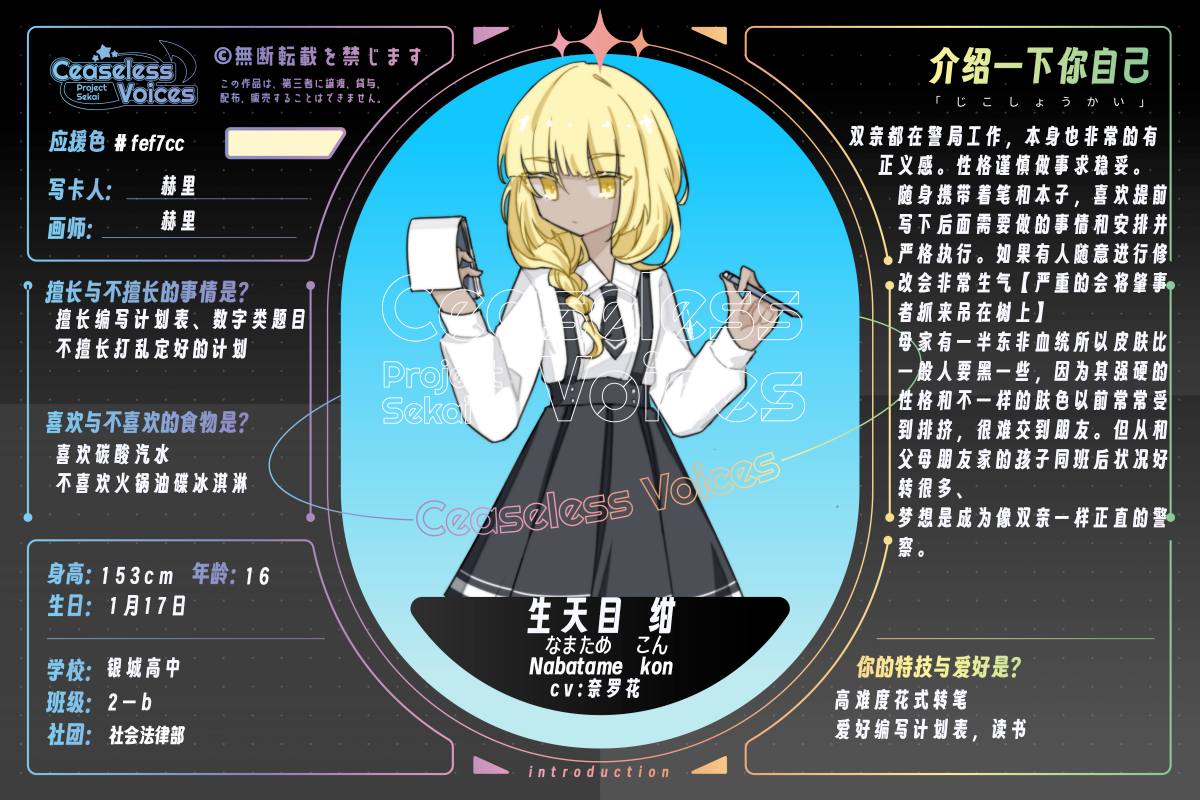 Ceaseless
Project
Sekai
Voices
©無断転載を禁じます
この作品は、第三者に譲渡、貸与、
配布、販売することはできません。
应援色 # fef7cc
写卡人: 赫里
画师: 赫里
擅长与不擅长的事情是?
擅长编写计划表、数字类题目
不擅长打乱定好的计划
喜欢与不喜欢的食物是?
喜欢碳酸汽水
不喜欢火锅油碟冰淇淋
身高: 153cm 年龄: 16
生日: 1月17日
学校: 银城高中
班级: 2－b
社团: 社会法律部
Ceaseless
Project
Sekai
Voices
Ceaseless Voices
生天目 绀
なまため こん
Nabatame kon
cv:奈罗花
introduction
介绍一下你自己
「じこしょうかい」
双亲都在警局工作，本身也非常的有
正义感。性格谨慎做事求稳妥。
随身携带着笔和本子，喜欢提前
写下后面需要做的事情和安排并
严格执行。如果有人随意进行修
改会非常生气【严重的会将肇事
者抓来吊在树上】
母家有一半东非血统所以皮肤比
一般人要黑一些，因为其强硬的
性格和不一样的肤色以前常常受
到排挤，很难交到朋友。但从和
父母朋友家的孩子同班后状况好
转很多、
梦想是成为像双亲一样正直的警
察。
你的特技与爱好是?
高难度花式转笔
爱好编写计划表，读书